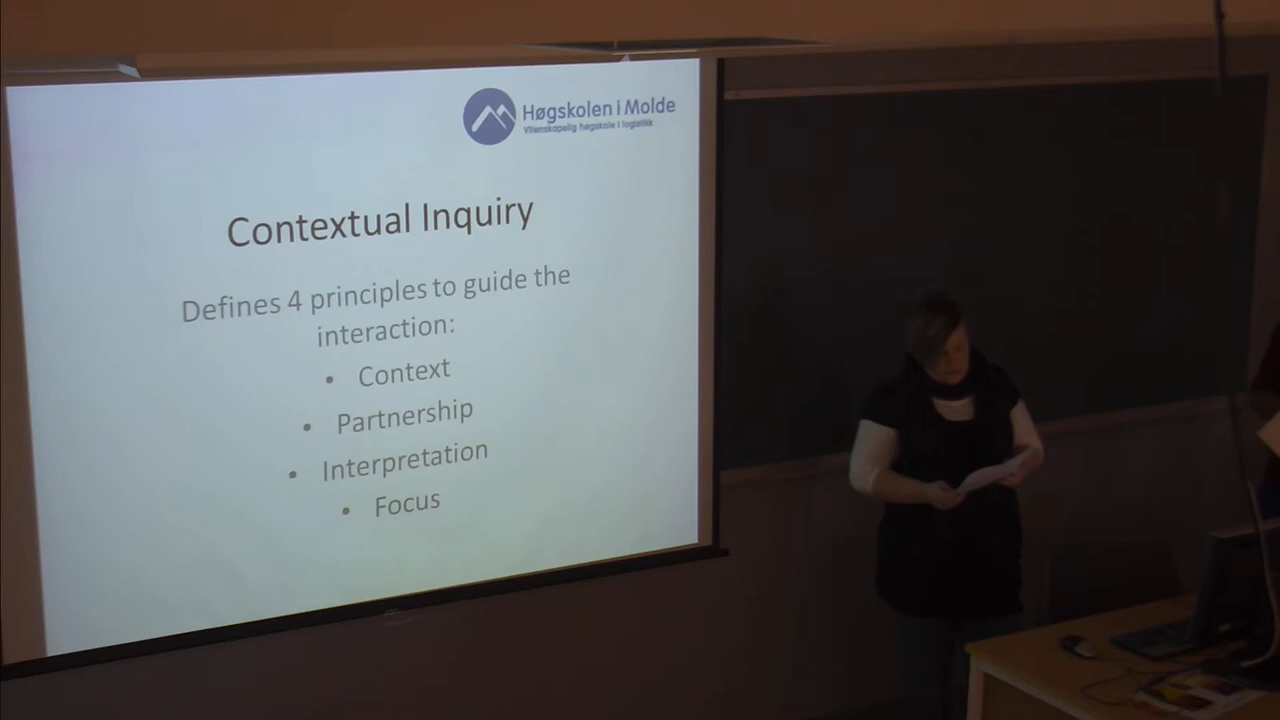 Høgskolen i Molde
Vitenskapelig høgskole i logistikk
Contextual Inquiry
Defines 4 principles to guide the
interaction:
• Context
• Partnership
• Interpretation
• Focus